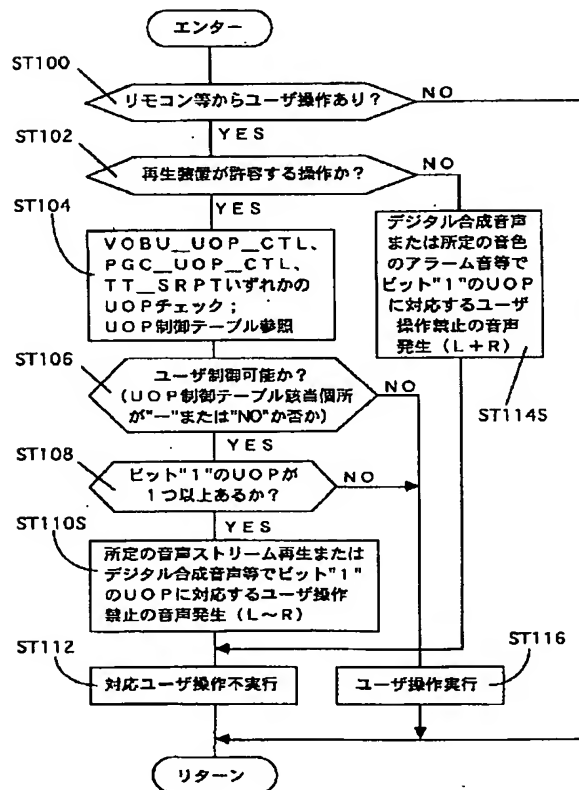 エンター
ST100
リモコン等からユーザ操作あり？
NO
YES
ST102
再生装置が許容する操作か？
NO
YES
ST104
VOBU＿UOP＿CTL、
PGC＿UOP＿CTL、
TT＿SRPTいずれかの
UOPチェック；
UOP制御テーブル参照
デジタル合成音声
または所定の音色
のアラーム音等で
ビット"1"のUOP
に対応するユーザ
操作禁止の音声
発生（L＋R）
ST114S
ST106
ユーザ制御可能か？
（UOP制御テーブル該当個所
が"－"または"NO"か否か）
NO
YES
ST108
ビット"1"のUOPが
1つ以上あるか？
NO
YES
ST110S
所定の音声ストリーム再生または
デジタル合成音声等でビット"1"
のUOPに対応するユーザ操作
禁止の音声発生（L～R）
ST112
対応ユーザ操作不実行
ST116
ユーザ操作実行
リターン